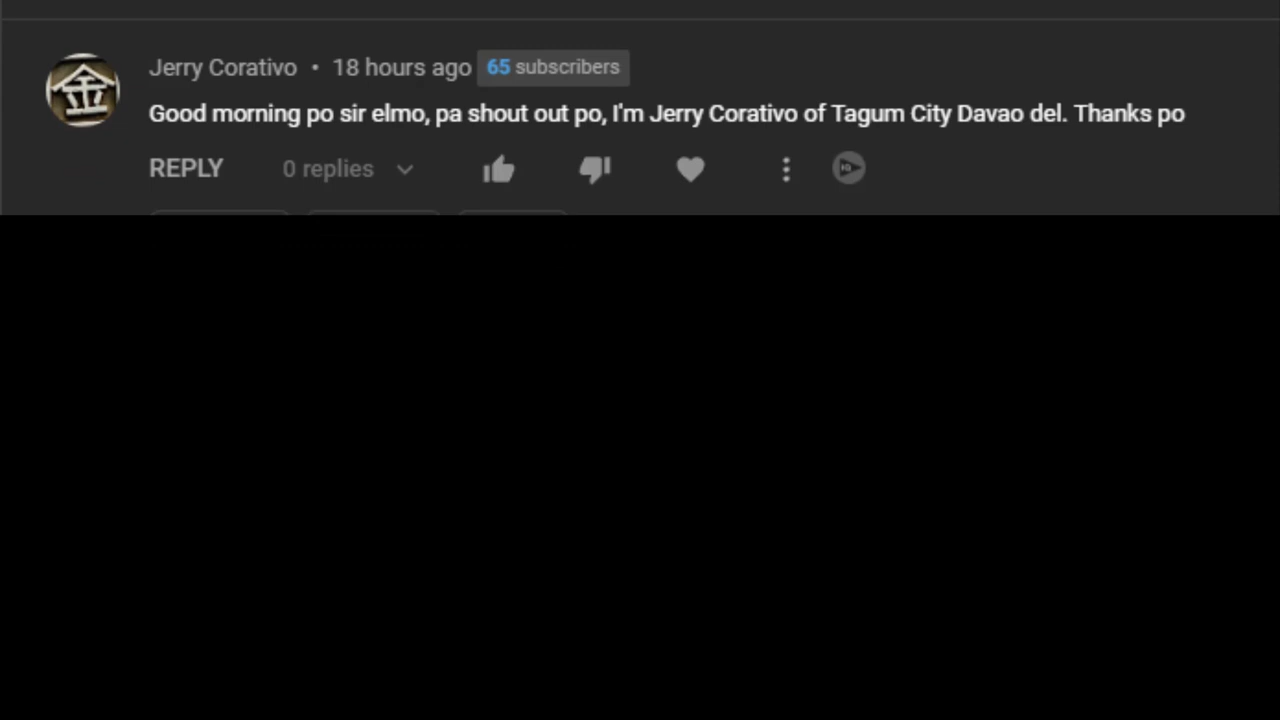 金
Jerry Corativo • 18 hours ago 65 subscribers
Good morning po sir elmo, pa shout out po, I'm Jerry Corativo of Tagum City Davao del. Thanks po
REPLY 0 replies